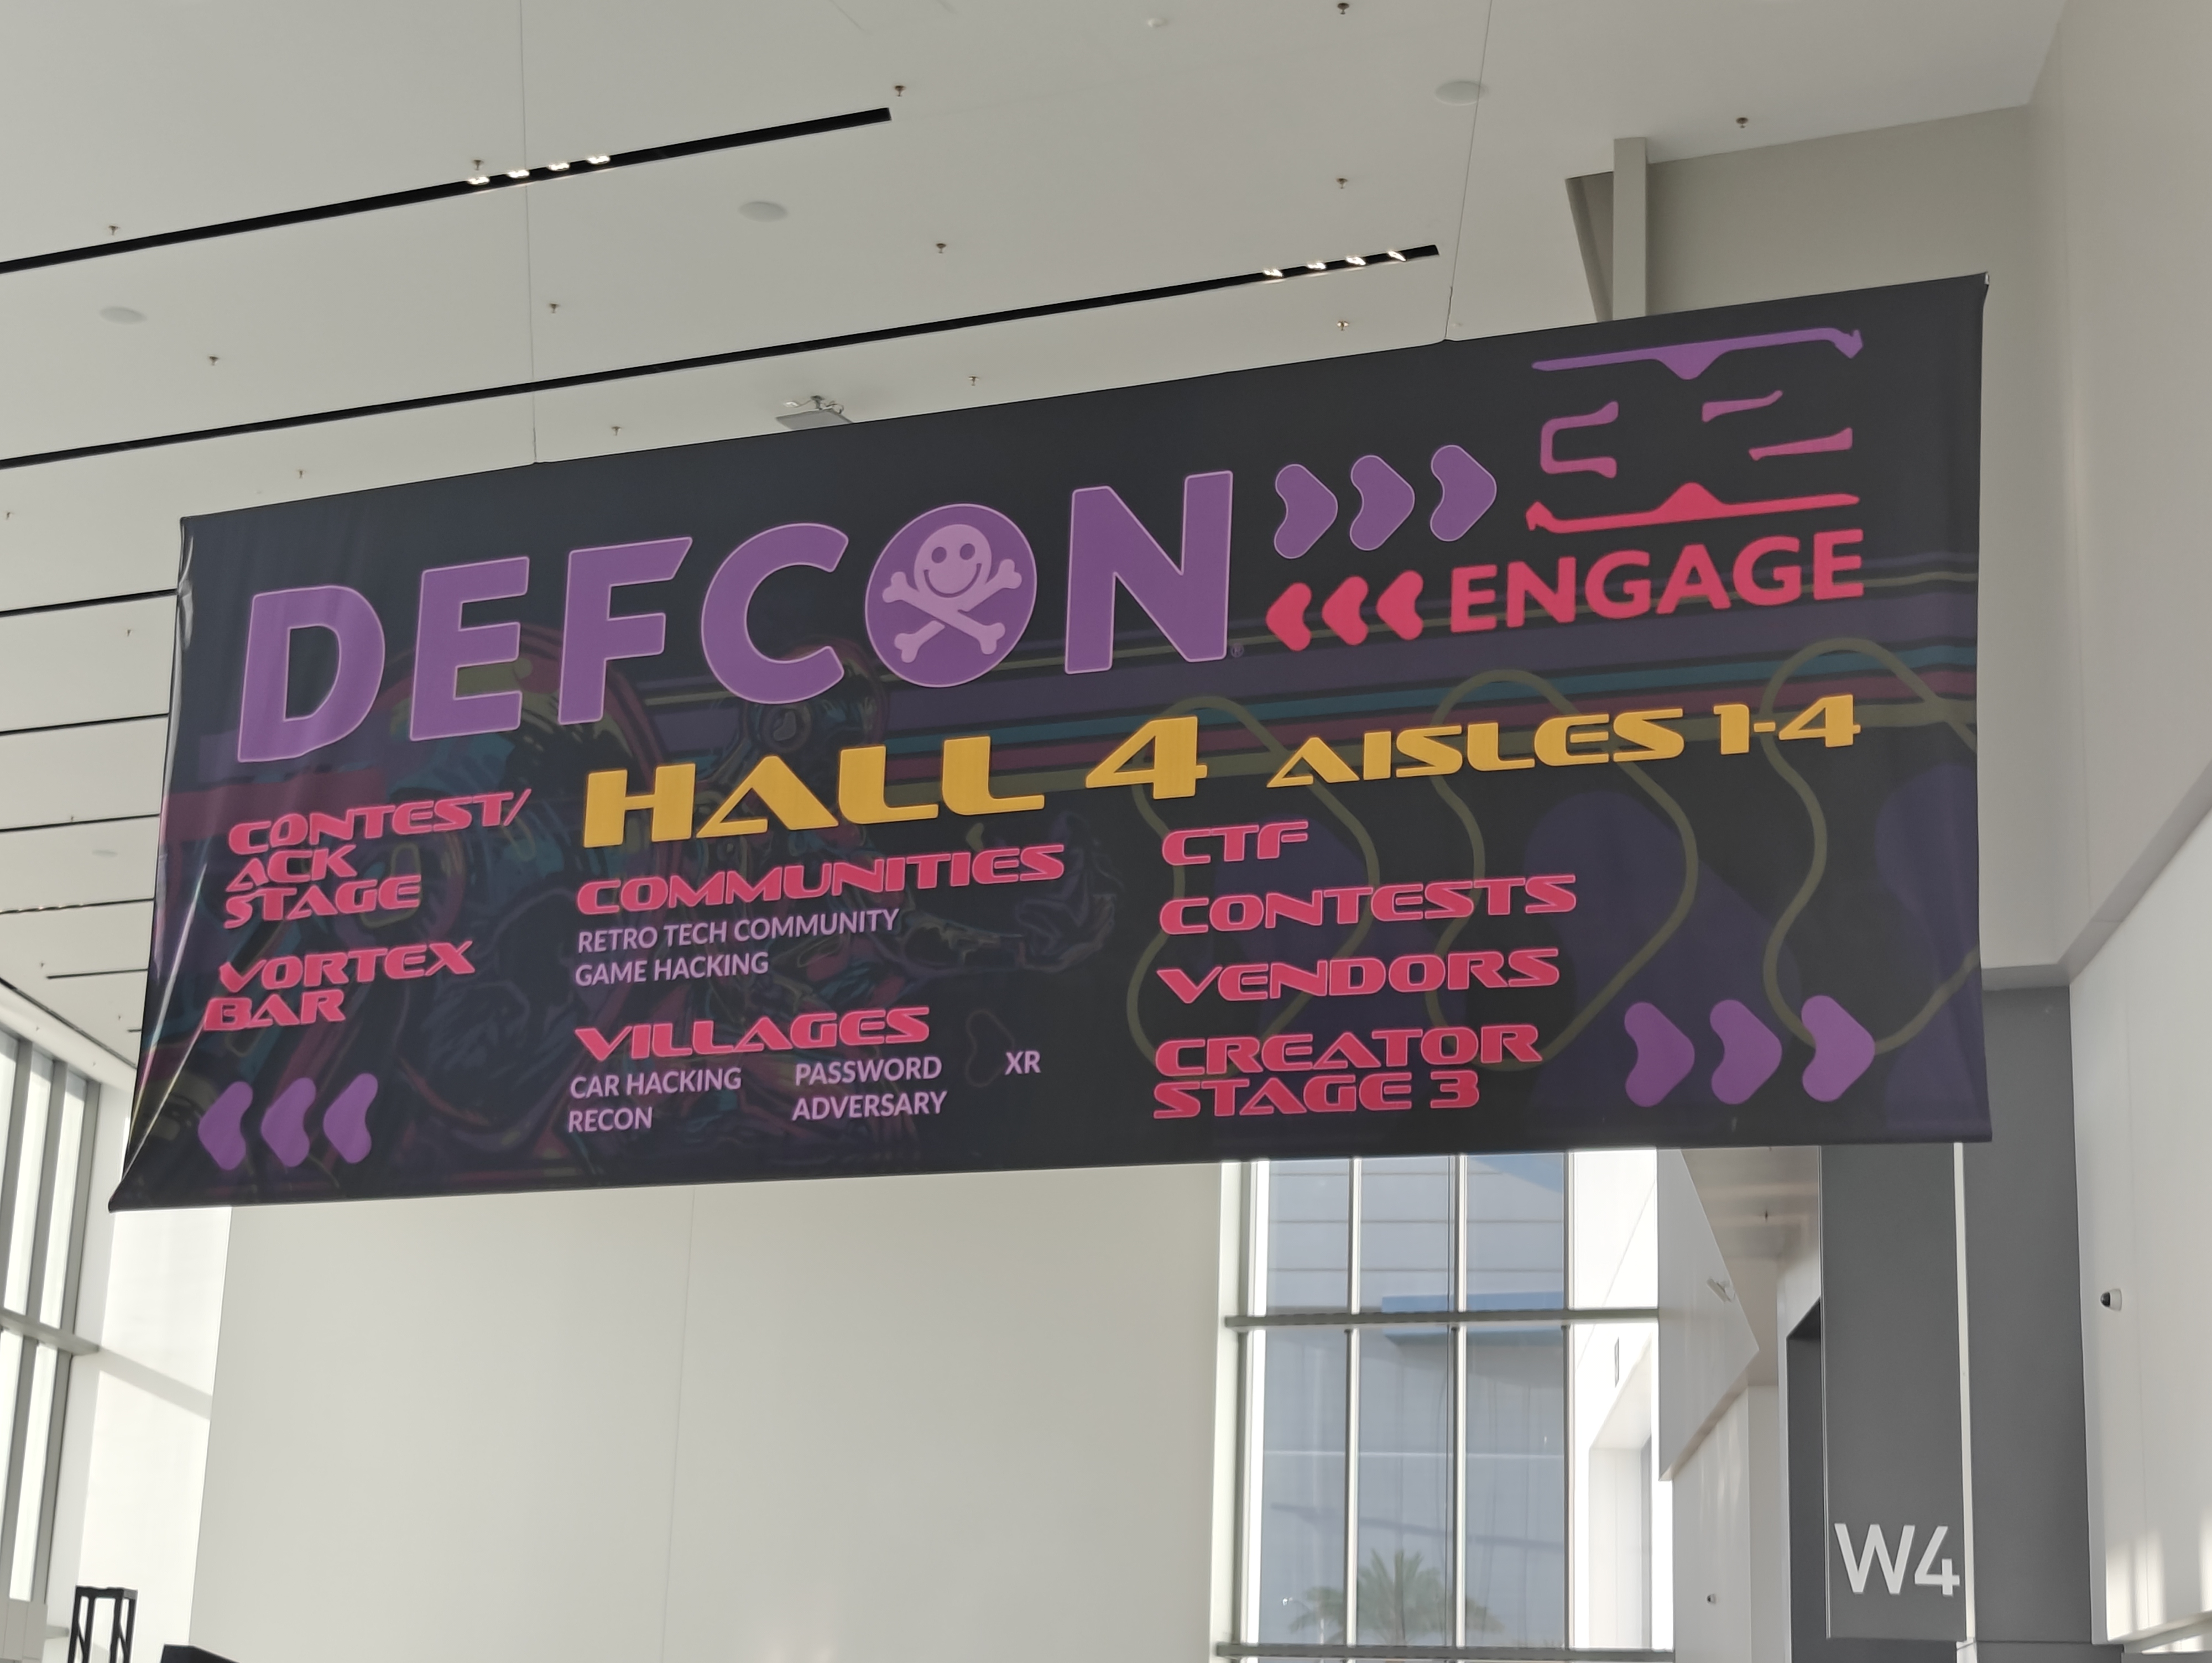 DEFCON®
ENGAGE
HALL 4 AISLES 1-4
CONTEST/
ACK
STAGE
VORTEX
BAR
COMMUNITIES
RETRO TECH COMMUNITY
GAME HACKING
VILLAGES
CAR HACKING PASSWORD XR
RECON ADVERSARY
CTF
CONTESTS
VENDORS
CREATOR
STAGE 3
W4